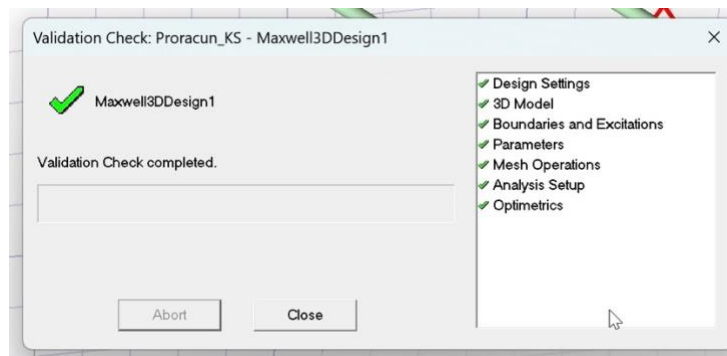 Validation Check: Proracun_KS - Maxwell3DDesign1
Maxwell3DDesign1
Validation Check completed.
Abort
Close
Design Settings
3D Model
Boundaries and Excitations
Parameters
Mesh Operations
Analysis Setup
Optimetrics